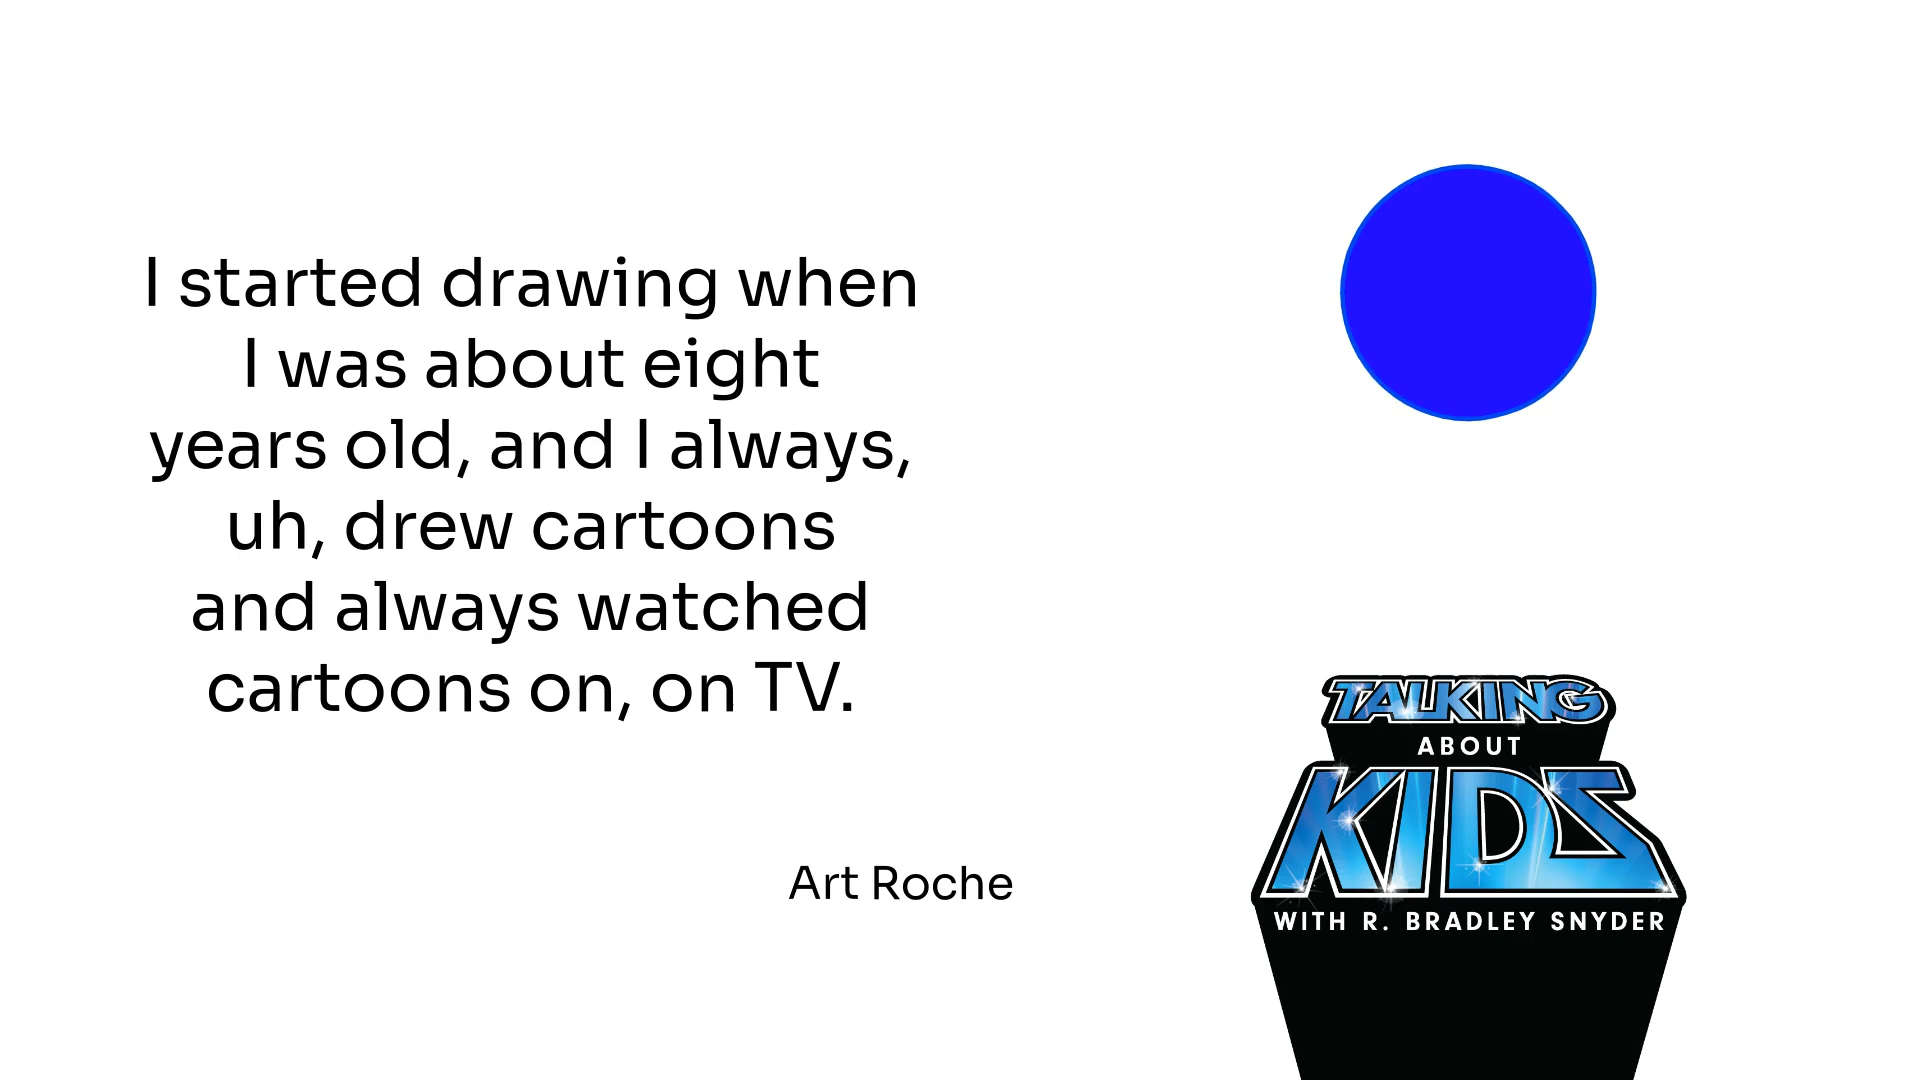 I started drawing when
I was about eight
years old, and I always,
uh, drew cartoons
and always watched
cartoons on, on TV.
Art Roche
TALKING
ABOUT
KIDS
WITH R. BRADLEY SNYDER